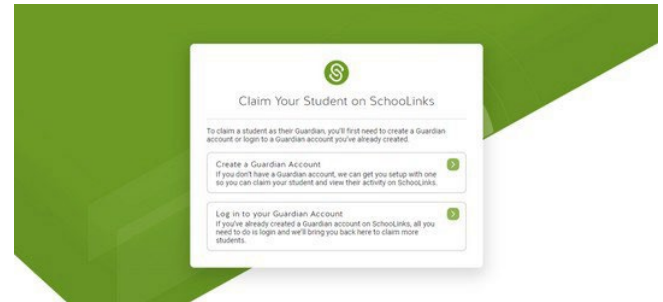 Claim Your Student on SchooLinks
To claim a student as their Guardian, you'll first need to create a Guardian
account or login to a Guardian account you've already created.
Create a Guardian Account
If you don't have a Guardian account, we can get you setup with one
so you can claim your student and view their activity on SchooLinks.
Log in to your Guardian Account
If you've already created a Guardian account on SchooLinks, all you
need to do is login and we'll bring you back here to claim more
students.